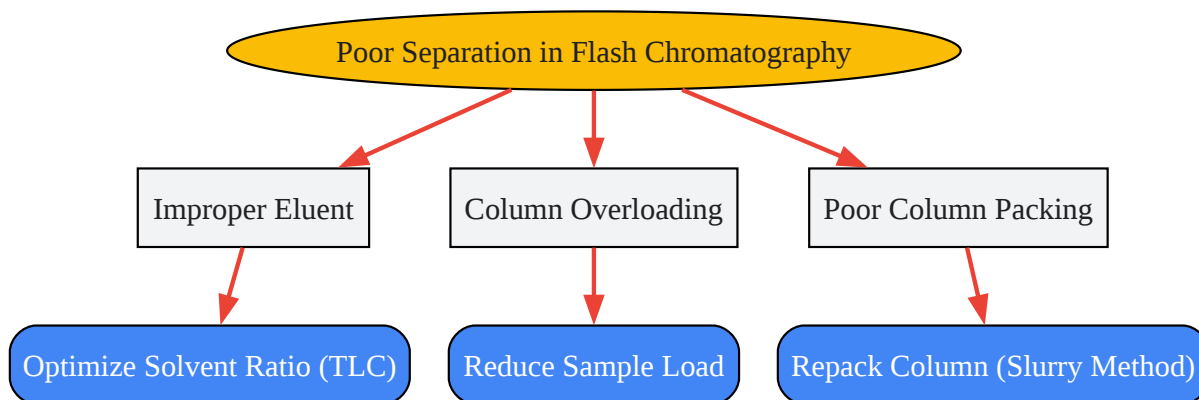 Poor Separation in Flash Chromatography
Improper Eluent
Column Overloading
Poor Column Packing
Optimize Solvent Ratio (TLC)
Reduce Sample Load
Repack Column (Slurry Method)